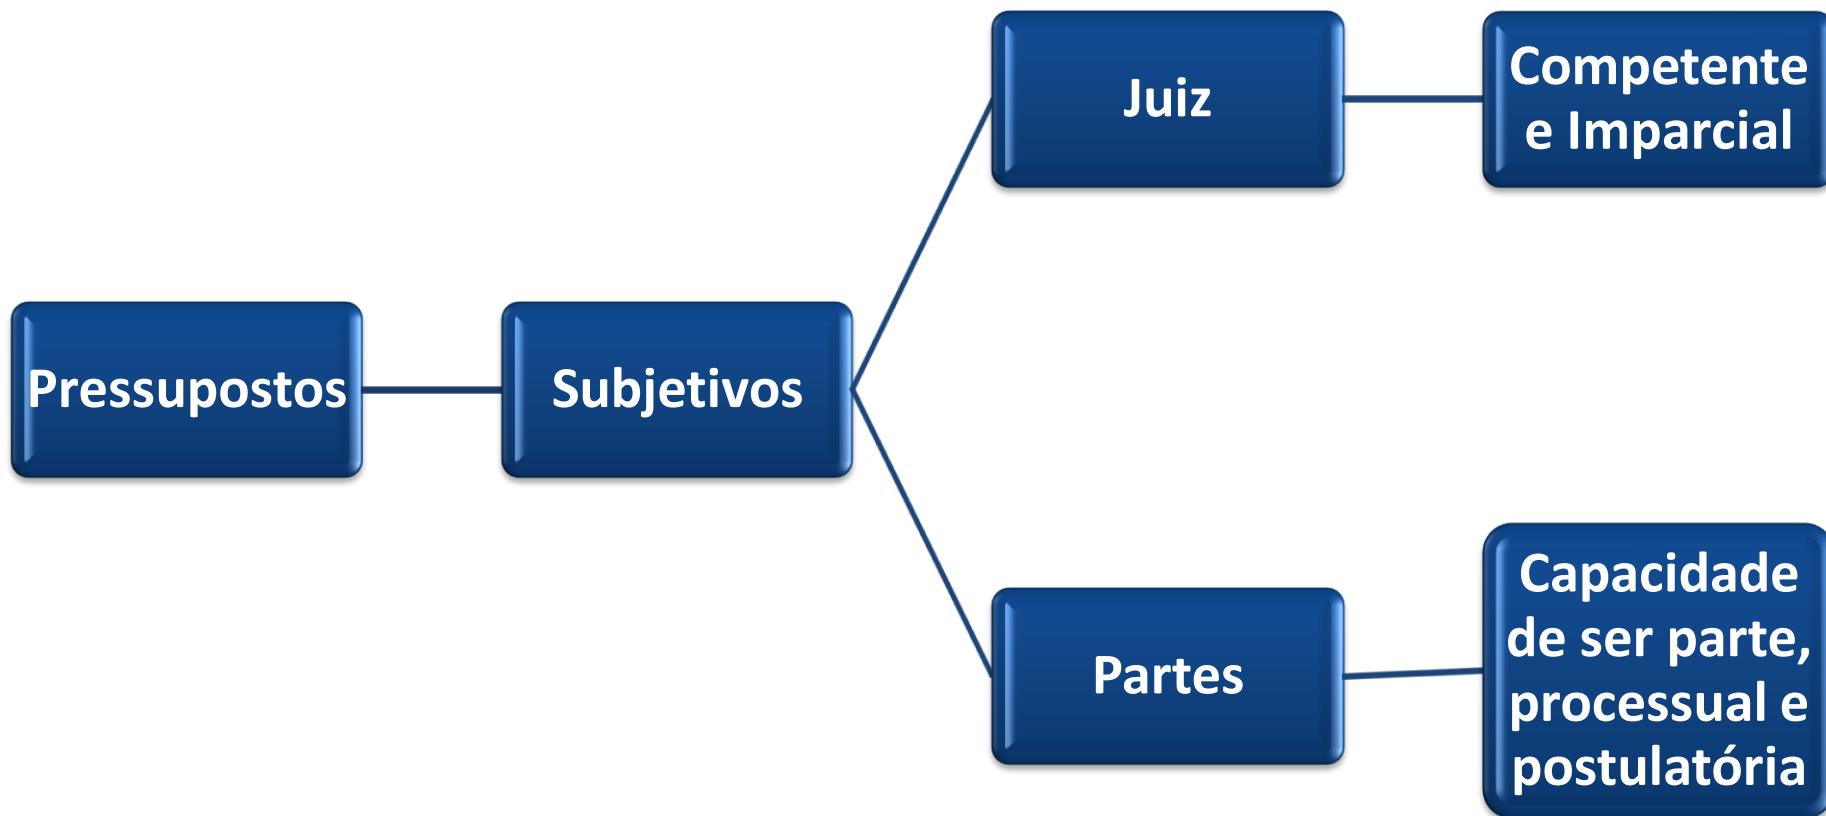 Pressupostos
Subjetivos
Juiz
Competente
e Imparcial
Partes
Capacidade
de ser parte,
processual e
postulatória